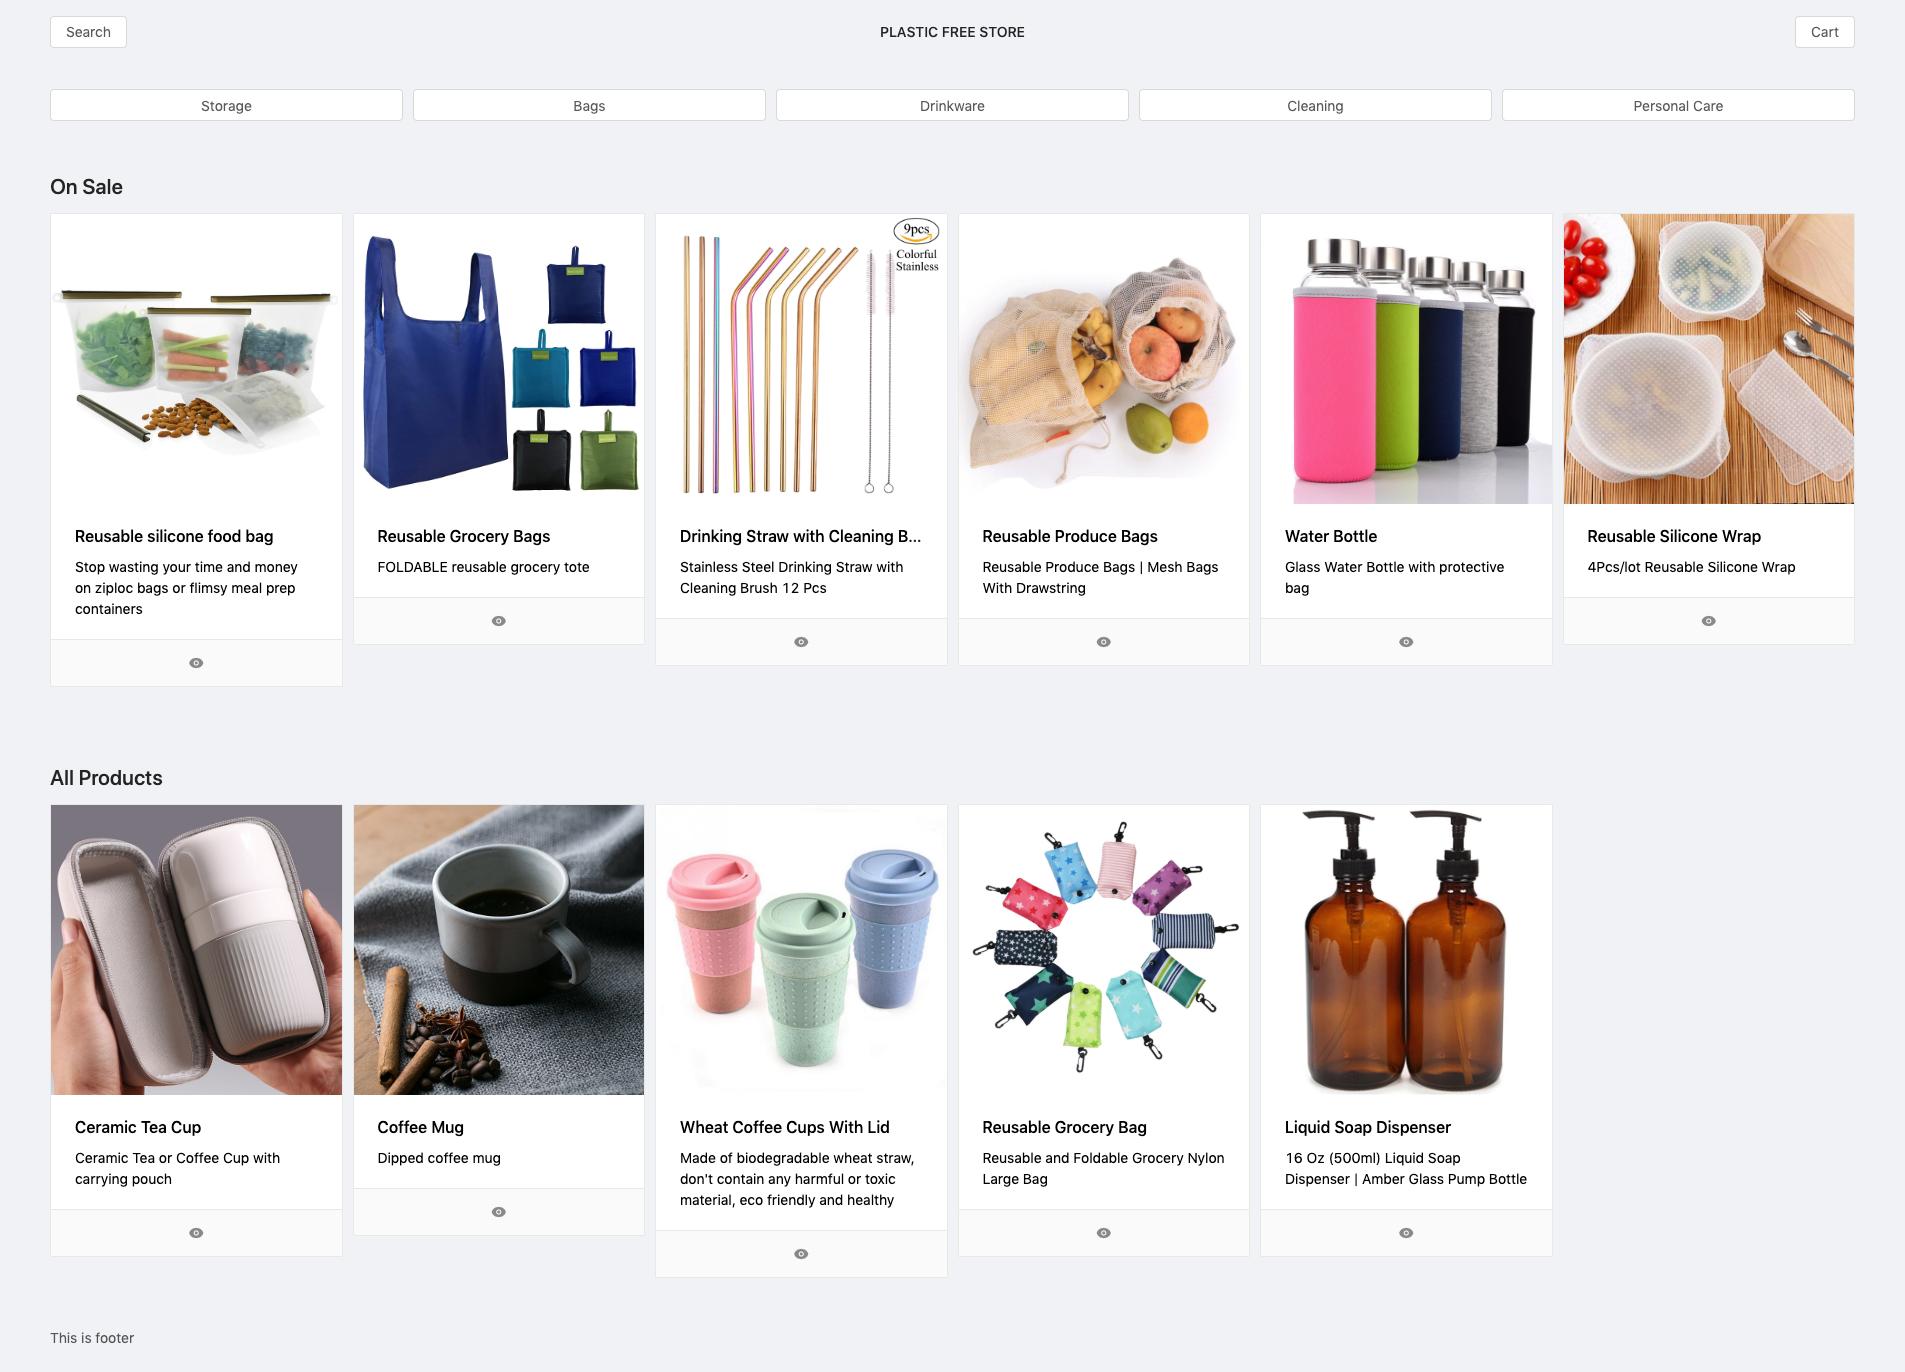 Search
PLASTIC FREE STORE
Cart
Storage
Bags
Drinkware
Cleaning
Personal Care
On Sale
9pcs
Colorful
Stainless
Reusable silicone food bag
Stop wasting your time and money
on ziploc bags or flimsy meal prep
containers
Reusable Grocery Bags
FOLDABLE reusable grocery tote
Drinking Straw with Cleaning B...
Stainless Steel Drinking Straw with
Cleaning Brush 12 Pcs
Reusable Produce Bags
Reusable Produce Bags | Mesh Bags
With Drawstring
Water Bottle
Glass Water Bottle with protective
bag
Reusable Silicone Wrap
4Pcs/lot Reusable Silicone Wrap
All Products
Ceramic Tea Cup
Ceramic Tea or Coffee Cup with
carrying pouch
Coffee Mug
Dipped coffee mug
Wheat Coffee Cups With Lid
Made of biodegradable wheat straw,
don't contain any harmful or toxic
material, eco friendly and healthy
Reusable Grocery Bag
Reusable and Foldable Grocery Nylon
Large Bag
Liquid Soap Dispenser
16 Oz (500ml) Liquid Soap
Dispenser | Amber Glass Pump Bottle
This is footer